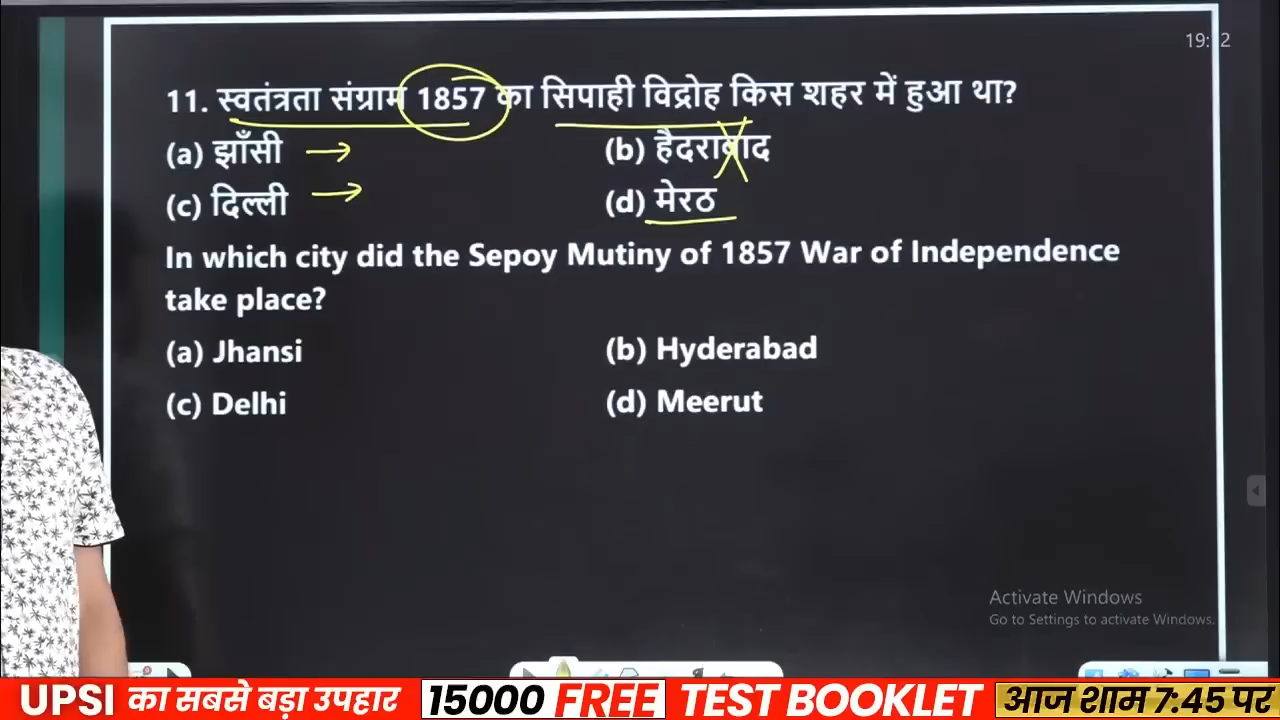 11. स्वतंत्रता संग्राम 1857 का सिपाही विद्रोह किस शहर में हुआ था?
(a) झाँसी (b) हैदराबाद
(c) दिल्ली (d) मेरठ
In which city did the Sepoy Mutiny of 1857 War of Independence
take place?
(a) Jhansi (b) Hyderabad
(c) Delhi (d) Meerut
Activate Windows
Go to Settings to activate Windows.
UPSI का सबसे बड़ा उपहार 15000 FREE TEST BOOKLET आज शाम 7:45 पर